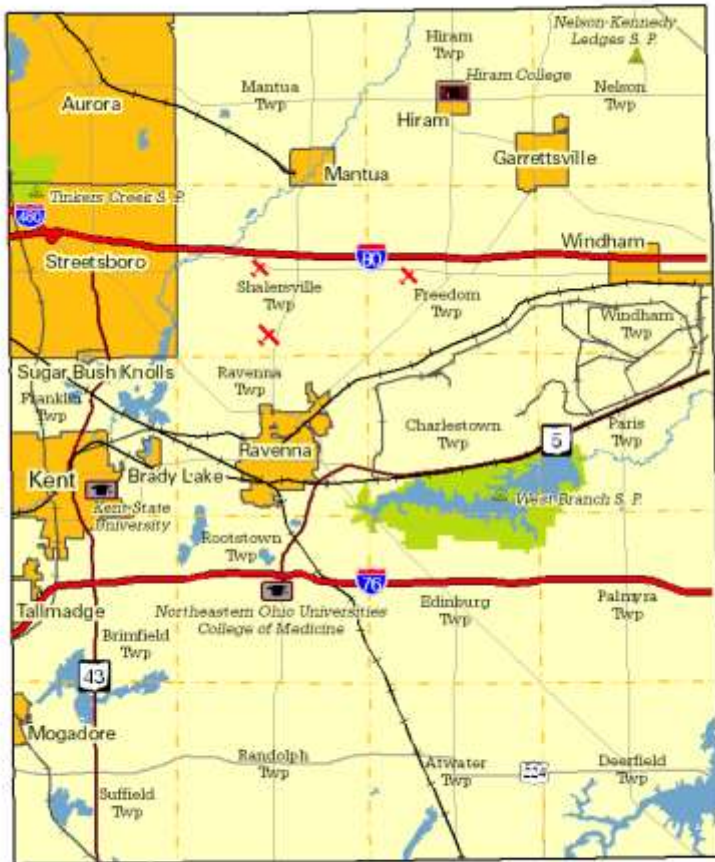 Nelson-Kennedy
Ledges S. P.
Hiram
Twp
Hiram College
Mantua
Twp
Nelson
Twp
Aurora
Hiram
Garrettsville
Mantua
Tinkers Creek S. P.
480
Windham
80
Streetsboro
Shalersville
Twp
Freedom
Twp
Windham
Twp
Sugar Bush Knolls
Ravenna
Twp
Franklin
Twp
Charlestown
Twp
5
Paris
Twp
Ravenna
Kent
Brady Lake
West Branch S. P.
Kent State
University
Rootstown
Twp
76
Tallmadge
Northeastern Ohio Universities
College of Medicine
Edinburg
Twp
Palmyra
Twp
Brimfield
Twp
43
Mogadore
Randolph
Twp
Atwater
Twp
224
Deerfield
Twp
Suffield
Twp